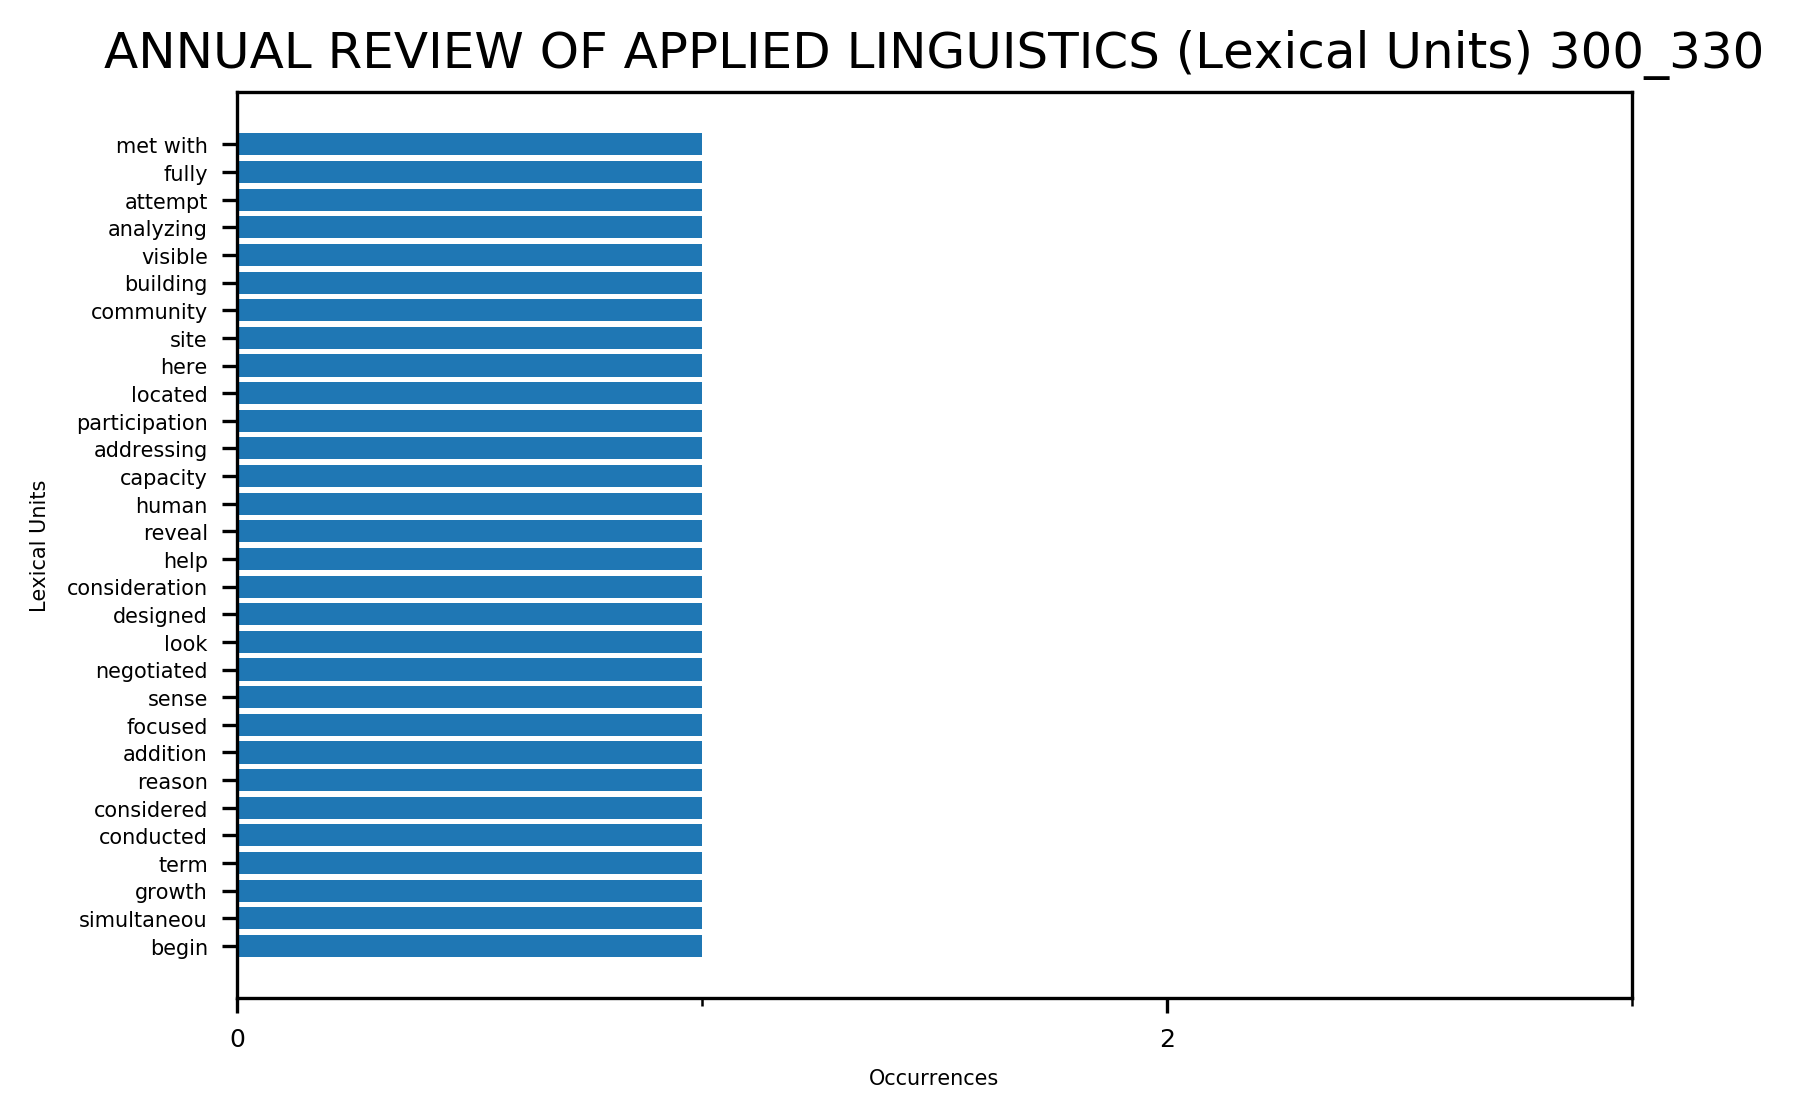 ANNUAL REVIEW OF APPLIED LINGUISTICS (Lexical Units) 300_330
met with
fully
attempt
analyzing
visible
building
community
site
here
located
participation
addressing
capacity
human
reveal
help
consideration
designed
look
negotiated
sense
focused
addition
reason
considered
conducted
term
growth
simultaneou
begin
Lexical Units
0
2
Occurrences